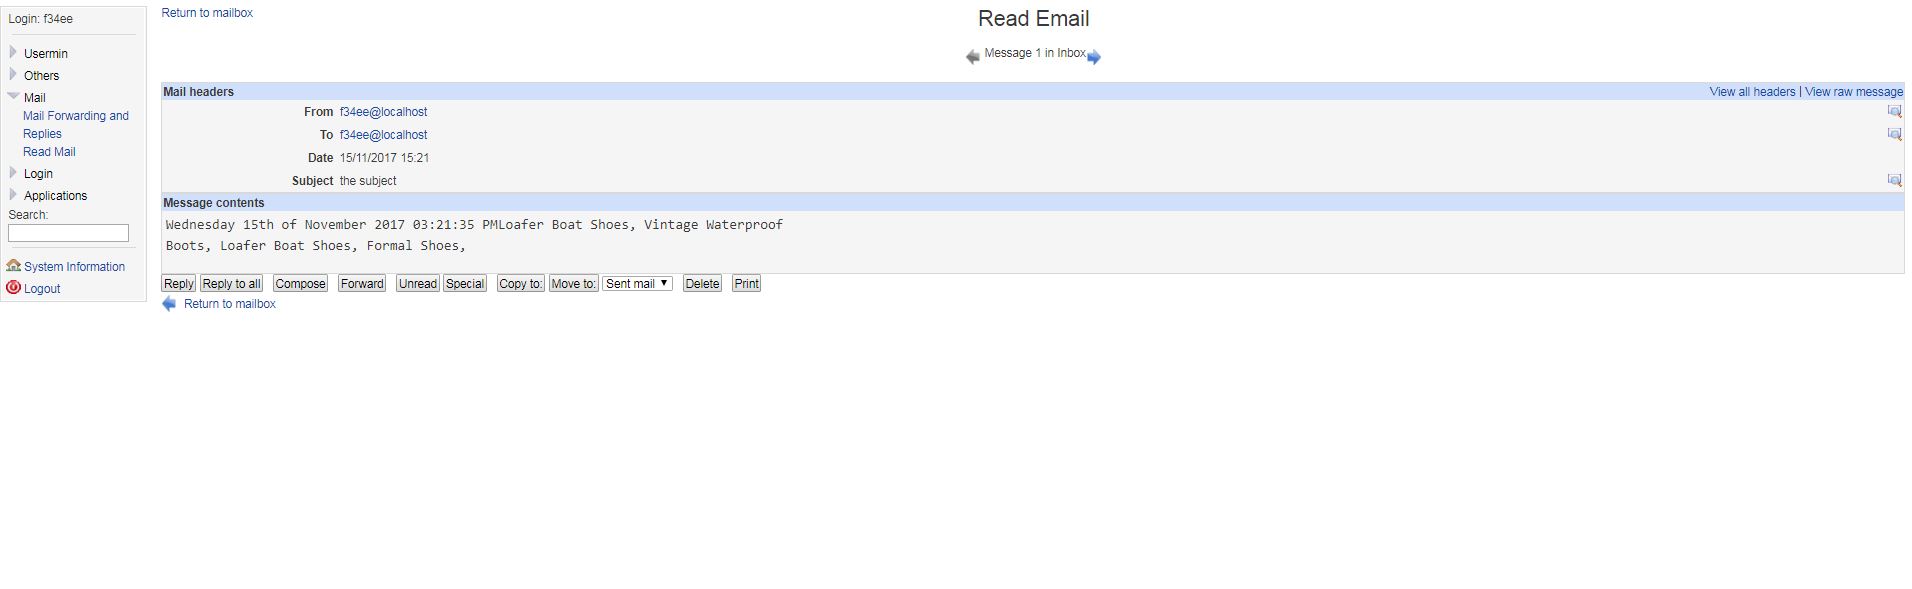 Login: f34ee
Usermin
Others
Mail
Mail Forwarding and
Replies
Read Mail
Login
Applications
Search:
System Information
Logout
Return to mailbox
Read Email
Message 1 in Inbox
Mail headers
View all headers | View raw message
From f34ee@localhost
To f34ee@localhost
Date 15/11/2017 15:21
Subject the subject
Message contents
Wednesday 15th of November 2017 03:21:35 PMLoafer Boat Shoes, Vintage Waterproof
Boots, Loafer Boat Shoes, Formal Shoes,
Reply Reply to all Compose Forward Unread Special Copy to: Move to: Sent mail Delete Print
Return to mailbox